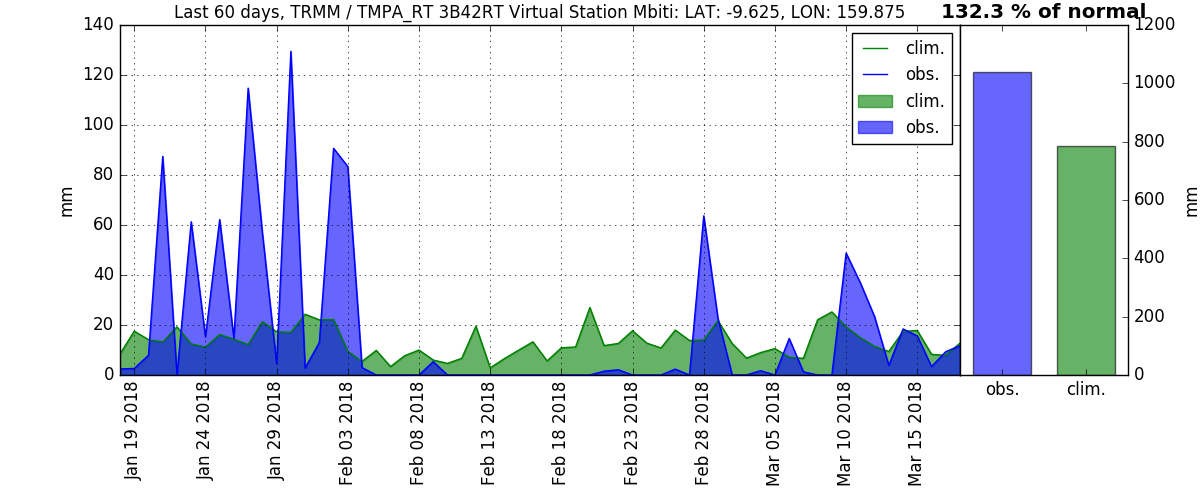 Last 60 days, TRMM / TMPA_RT 3B42RT Virtual Station Mbiti: LAT: -9.625, LON: 159.875
132.3 % of normal
140
120
100
80
60
40
20
0
mm
clim.
obs.
clim.
obs.
1200
1000
800
600
400
200
0
mm
Jan 19 2018
Jan 24 2018
Jan 29 2018
Feb 03 2018
Feb 08 2018
Feb 13 2018
Feb 18 2018
Feb 23 2018
Feb 28 2018
Mar 05 2018
Mar 10 2018
Mar 15 2018
obs.
clim.